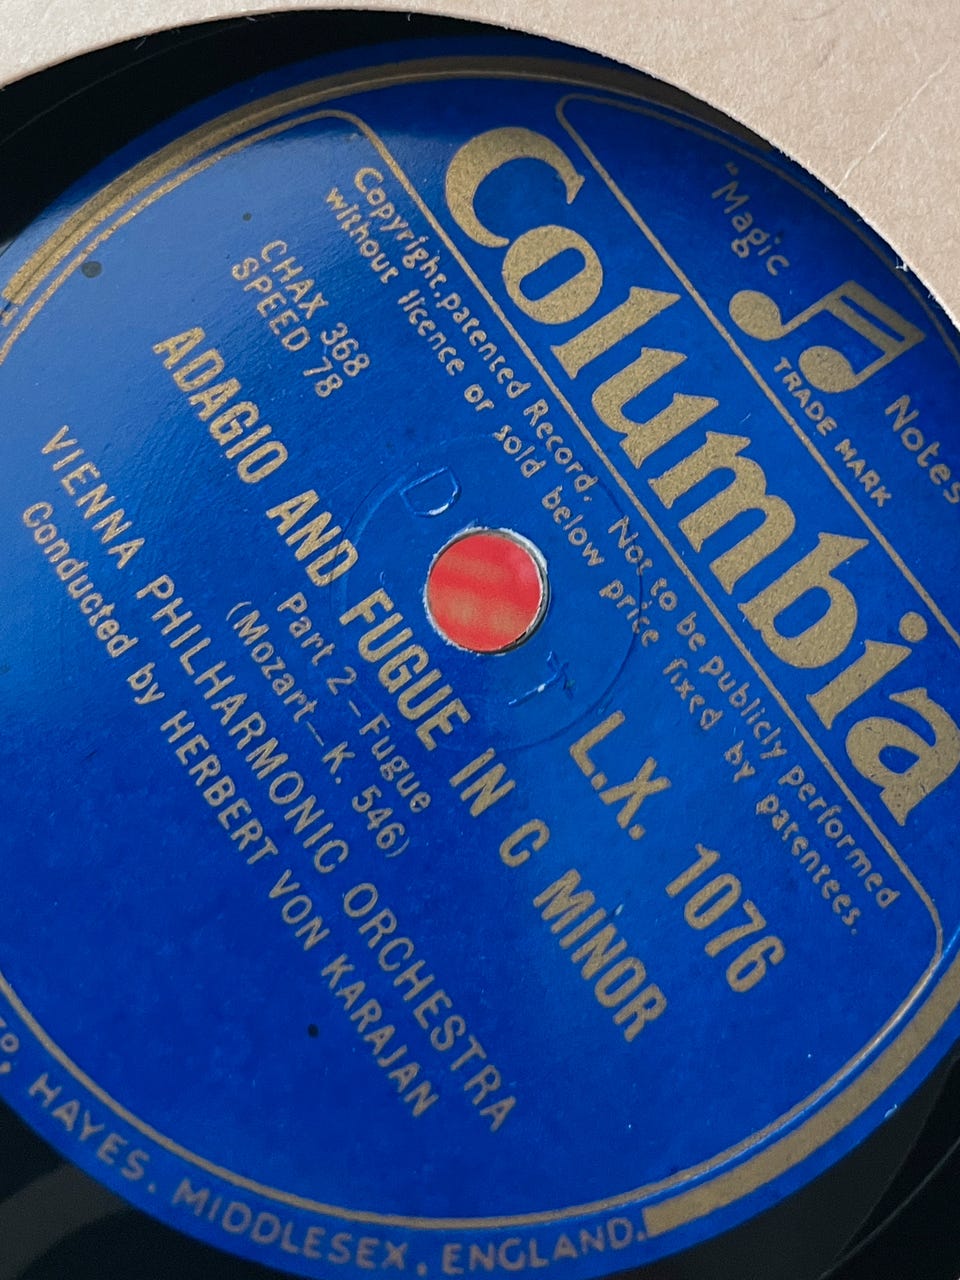 "Magic Notes
TRADE MARK
Columbia
Copyright, patented Record. Not to be publicly performed
without licence or sold below price fixed by patentees.
CHAX 368
SPEED 78
L.X. 1076
ADAGIO AND FUGUE IN C MINOR
Part 2—Fugue
(Mozart—K. 546)
VIENNA PHILHARMONIC ORCHESTRA
Conducted by HERBERT VON KARAJAN
HAYES, MIDDLESEX, ENGLAND.